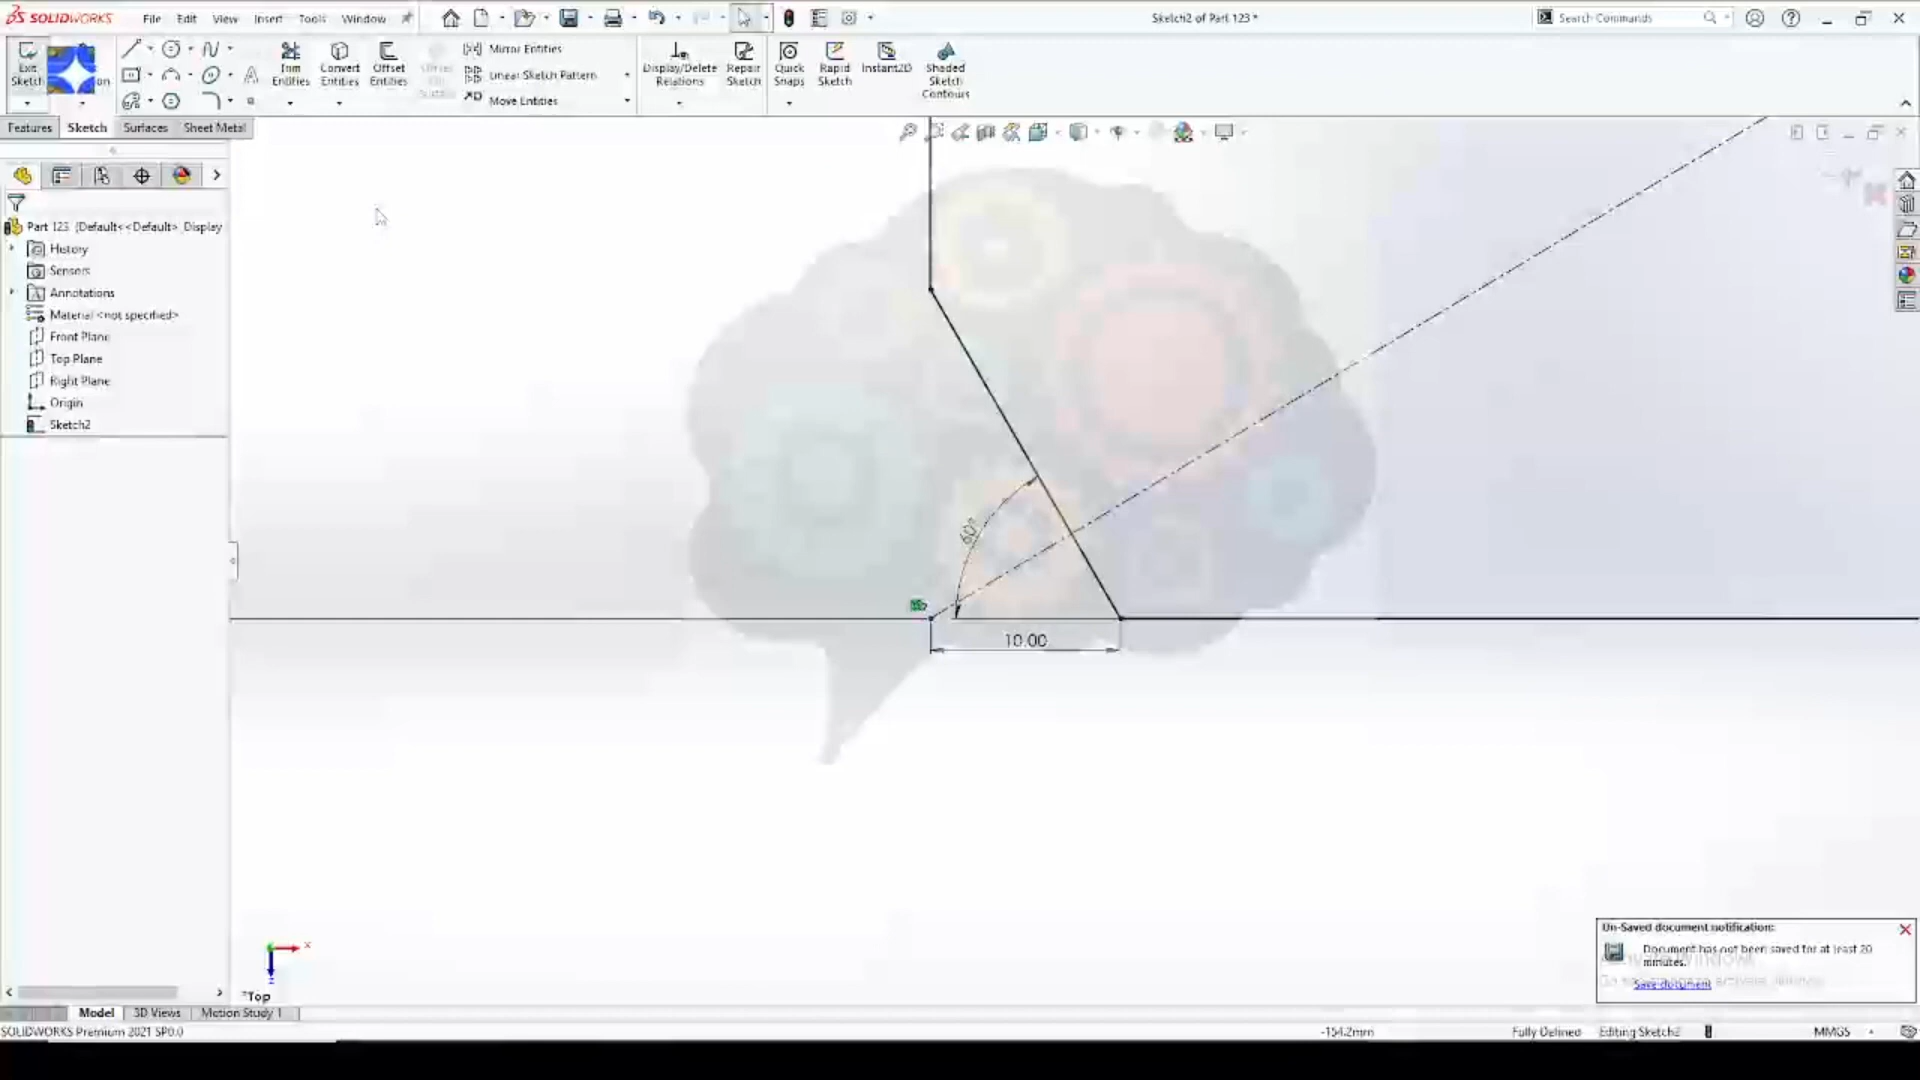 SOLIDWORKS
File Edit View Insert Tools Window
Sketch2 of Part 123 *
Search Commands
Exit Sketch
Trim Entities
Convert Entities
Offset Entities
Mirror Entities
Linear Sketch Pattern
Move Entities
Display/Delete Relations
Repair Sketch
Quick Snaps
Rapid Sketch
Instant2D
Shaded Sketch Contours
Features Sketch Surfaces Sheet Metal
Part 123 (Default<<Default>_Display
History
Sensors
Annotations
Material <not specified>
Front Plane
Top Plane
Right Plane
Origin
Sketch2
60°
10.00
x
*Top
Un-Saved document notification:
Document has not been saved for at least 20
minutes.
Save document
Model 3D Views Motion Study 1
SOLIDWORKS Premium 2021 SP0.0
-154.2mm Fully Defined Editing Sketch2 MMGS